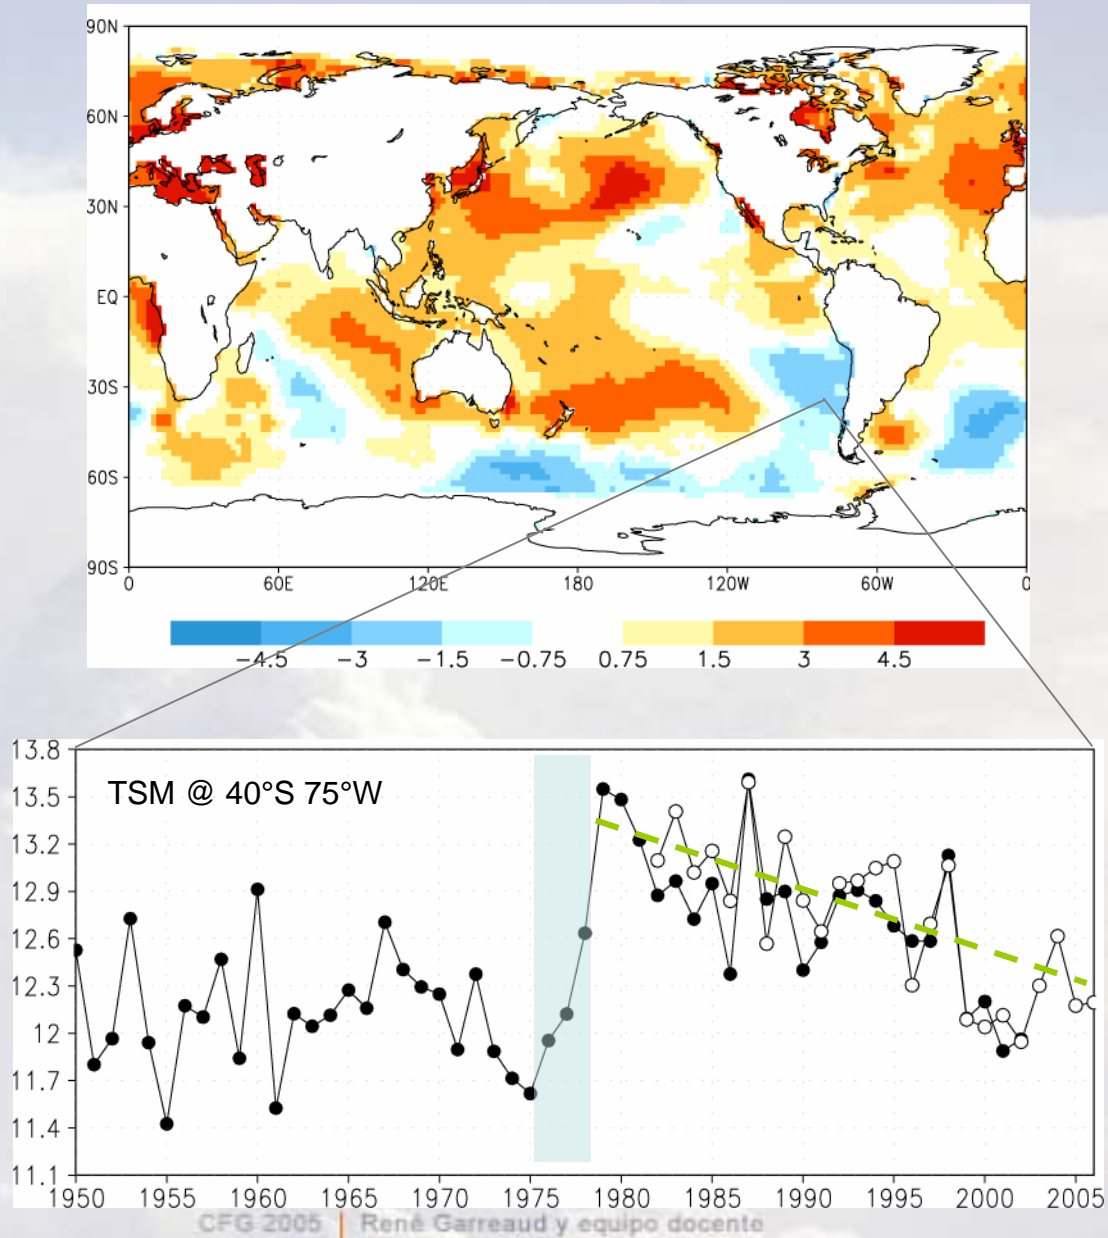 90N
60N
30N
EQ
30S
60S
90S
0 60E 120E 180 120W 60W 0
−4.5 −3 −1.5 −0.75 0.75 1.5 3 4.5
TSM @ 40°S 75°W
13.8
13.5
13.2
12.9
12.6
12.3
12
11.7
11.4
11.1
1950 1955 1960 1965 1970 1975 1980 1985 1990 1995 2000 2005
CFG 2005 | René Garreaud y equipo docente